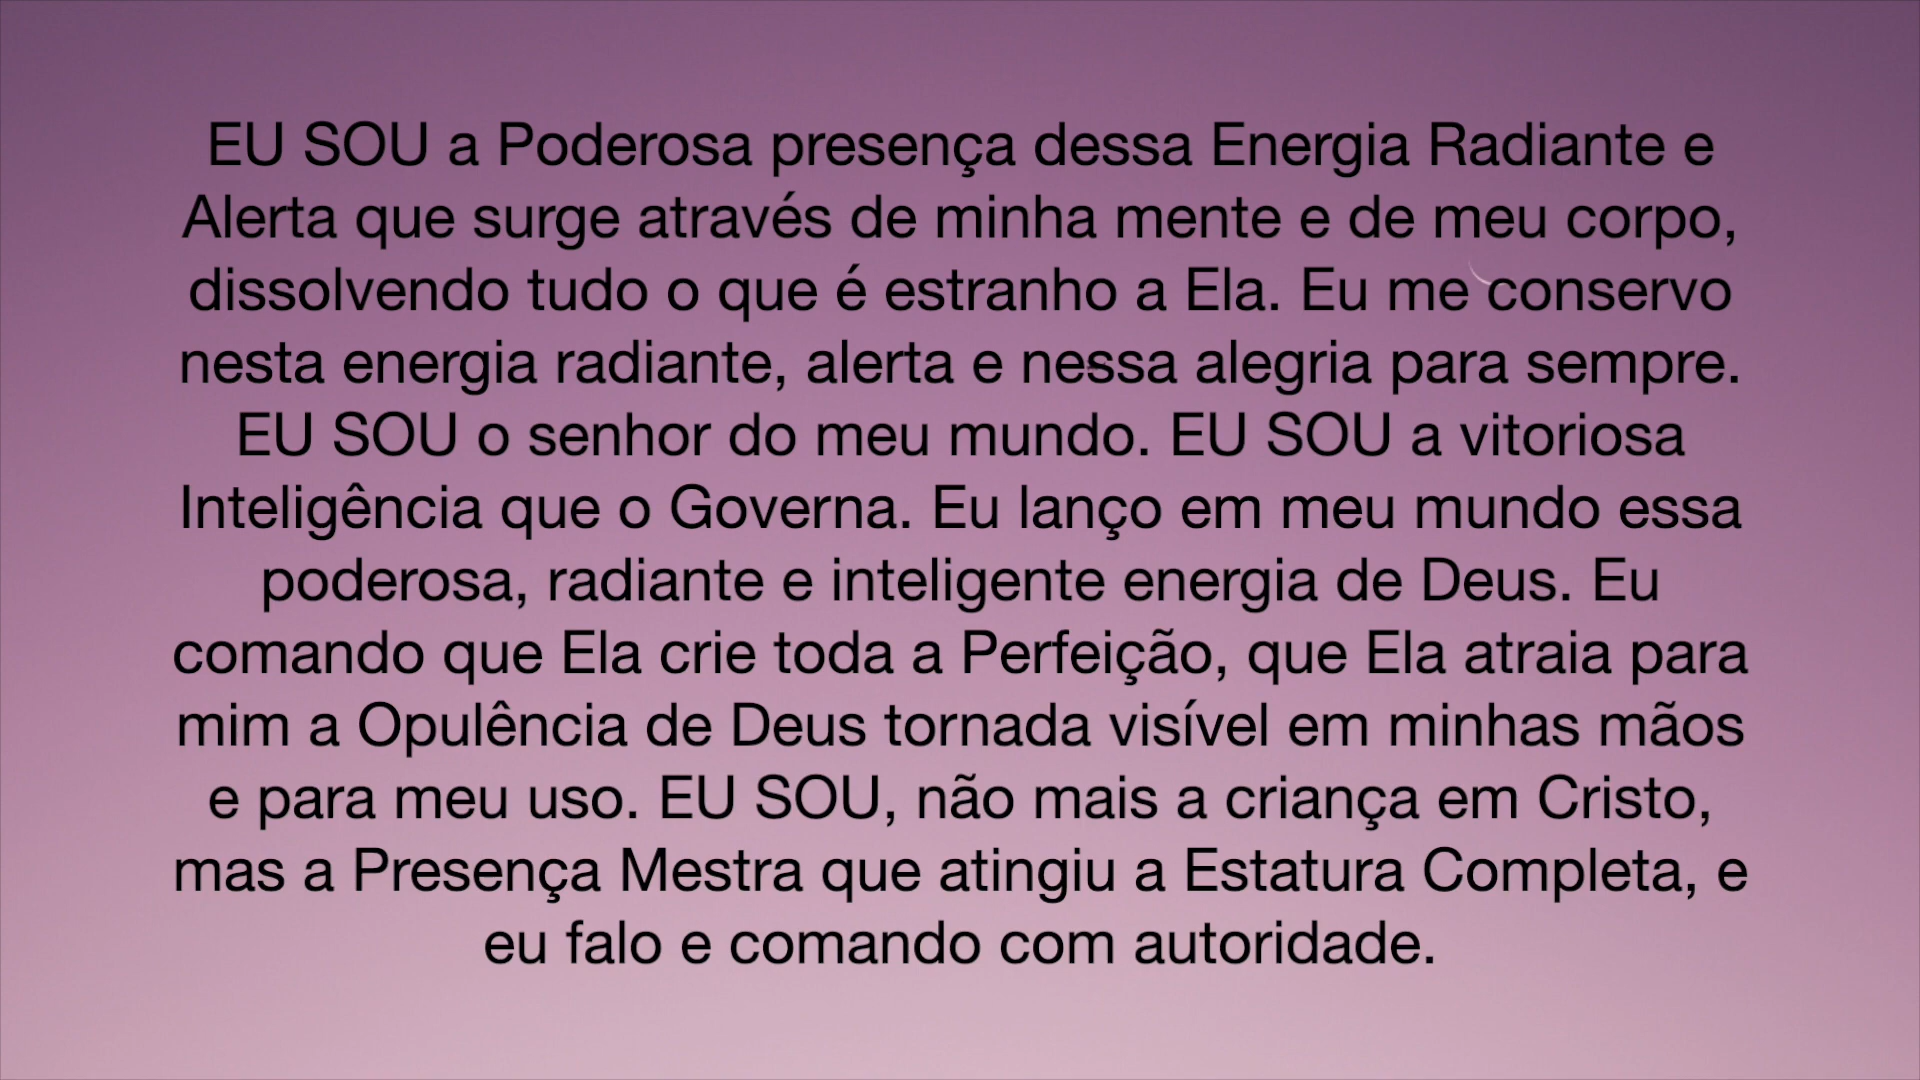 EU SOU a Poderosa presença dessa Energia Radiante e
Alerta que surge através de minha mente e de meu corpo,
dissolvendo tudo o que é estranho a Ela. Eu me conservo
nesta energia radiante, alerta e nessa alegria para sempre.
EU SOU o senhor do meu mundo. EU SOU a vitoriosa
Inteligência que o Governa. Eu lanço em meu mundo essa
poderosa, radiante e inteligente energia de Deus. Eu
comando que Ela crie toda a Perfeição, que Ela atraia para
mim a Opulência de Deus tornada visível em minhas mãos
e para meu uso. EU SOU, não mais a criança em Cristo,
mas a Presença Mestra que atingiu a Estatura Completa, e
eu falo e comando com autoridade.